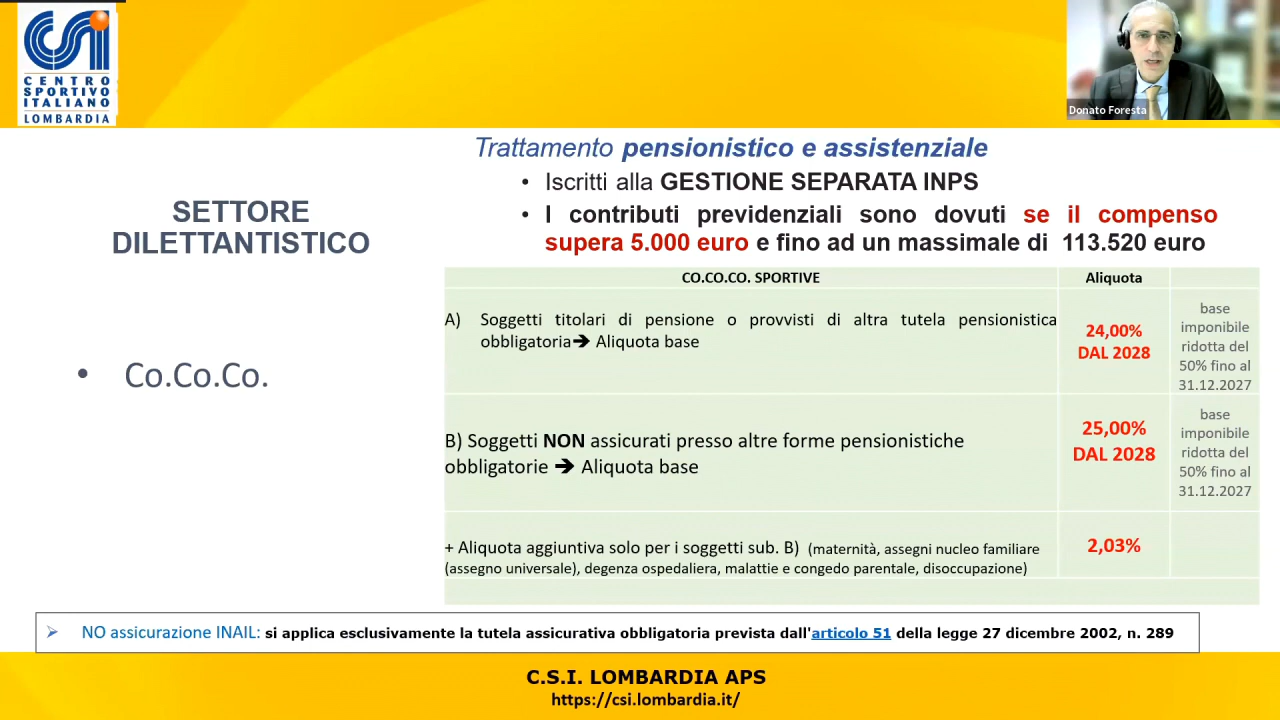 CENTRO
SPORTIVO
ITALIANO
LOMBARDIA
Donato Foresta
Trattamento pensionistico e assistenziale
• Iscritti alla GESTIONE SEPARATA INPS
• I contributi previdenziali sono dovuti se il compenso
supera 5.000 euro e fino ad un massimale di 113.520 euro
SETTORE
DILETTANTISTICO
• Co.Co.Co.
CO.CO.CO. SPORTIVE
Aliquota
A) Soggetti titolari di pensione o provvisti di altra tutela pensionistica
obbligatoria➔ Aliquota base
24,00%
DAL 2028
base
imponibile
ridotta del
50% fino al
31.12.2027
B) Soggetti NON assicurati presso altre forme pensionistiche
obbligatorie ➔ Aliquota base
25,00%
DAL 2028
base
imponibile
ridotta del
50% fino al
31.12.2027
+ Aliquota aggiuntiva solo per i soggetti sub. B) (maternità, assegni nucleo familiare
(assegno universale), degenza ospedaliera, malattie e congedo parentale, disoccupazione)
2,03%
➢ NO assicurazione INAIL: si applica esclusivamente la tutela assicurativa obbligatoria prevista dall'articolo 51 della legge 27 dicembre 2002, n. 289
C.S.I. LOMBARDIA APS
https://csi.lombardia.it/